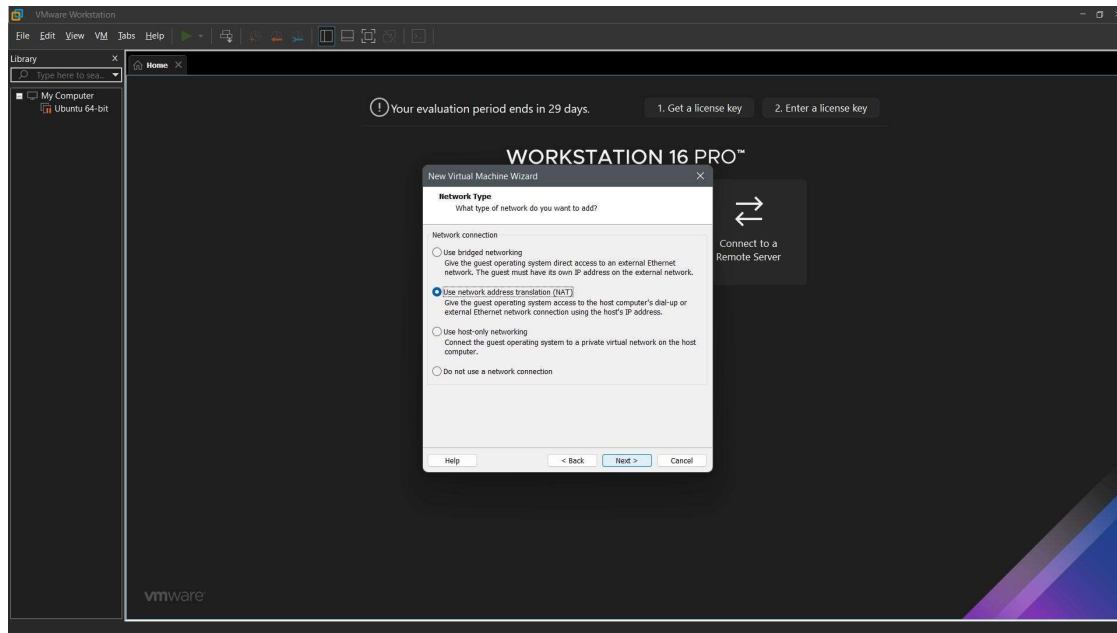 VMware Workstation
File Edit View VM Tabs Help
Library X
Type here to sea...
My Computer
Ubuntu 64-bit
Home X
Your evaluation period ends in 29 days.
1. Get a license key
2. Enter a license key
WORKSTATION 16 PRO™
New Virtual Machine Wizard
Network Type
What type of network do you want to add?
Network connection
Use bridged networking
Give the guest operating system direct access to an external Ethernet
network. The guest must have its own IP address on the external network.
Use network address translation (NAT)
Give the guest operating system access to the host computer's dial-up or
external Ethernet network connection using the host's IP address.
Use host-only networking
Connect the guest operating system to a private virtual network on the host
computer.
Do not use a network connection
Help < Back Next > Cancel
Connect to a
Remote Server
vmware